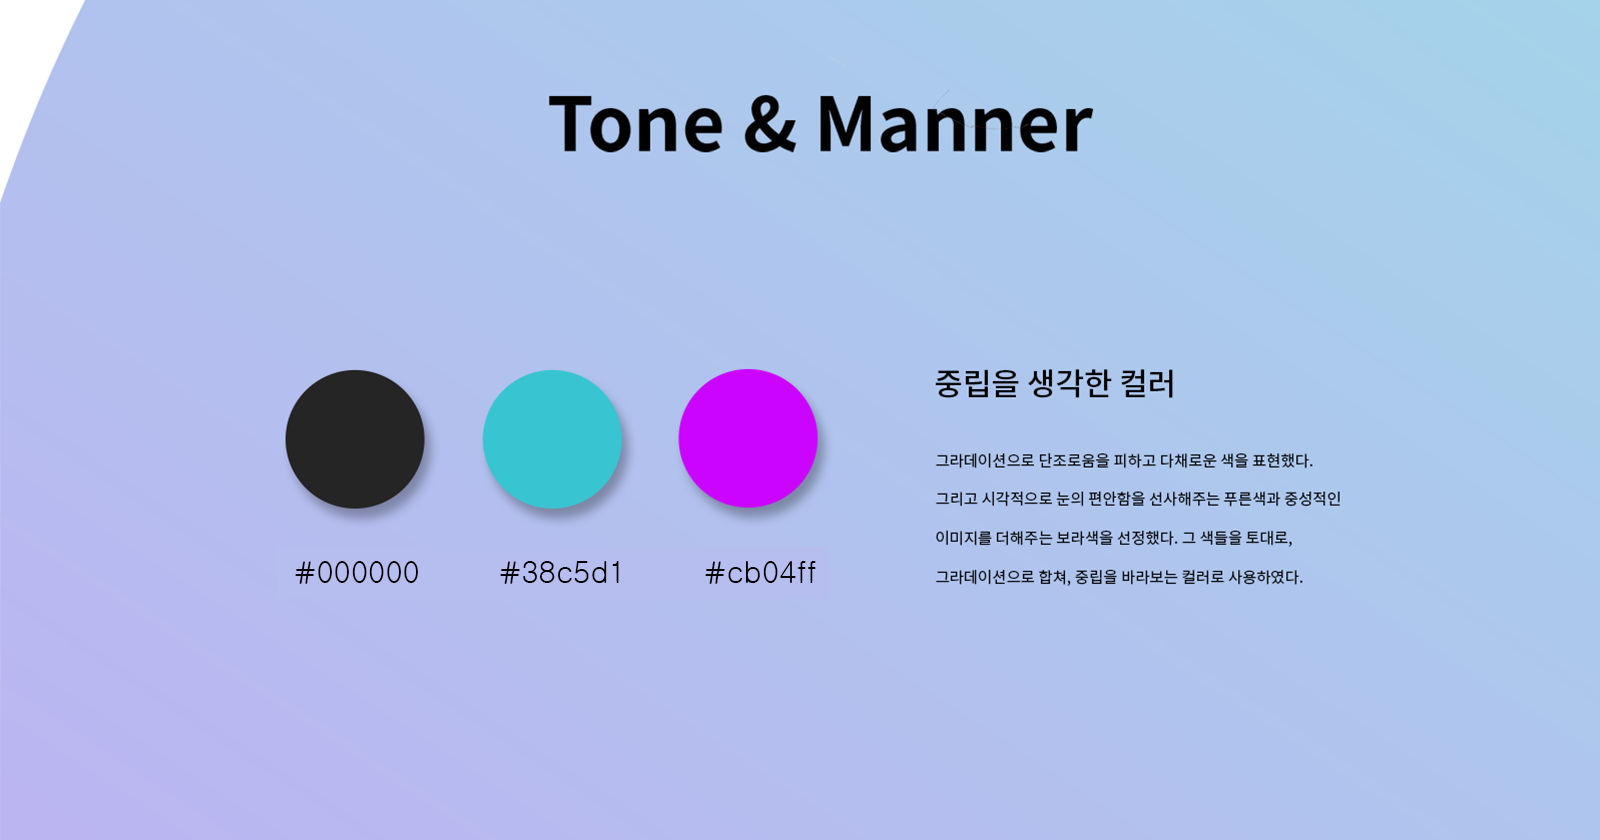 Tone & Manner
중립을 생각한 컬러
그라데이션으로 단조로움을 피하고 다채로운 색을 표현했다.
그리고 시각적으로 눈의 편안함을 선사해주는 푸른색과 중성적인
이미지를 더해주는 보라색을 선정했다. 그 색들을 토대로,
그라데이션으로 합쳐, 중립을 바라보는 컬러로 사용하였다.
#000000
#38c5d1
#cb04ff